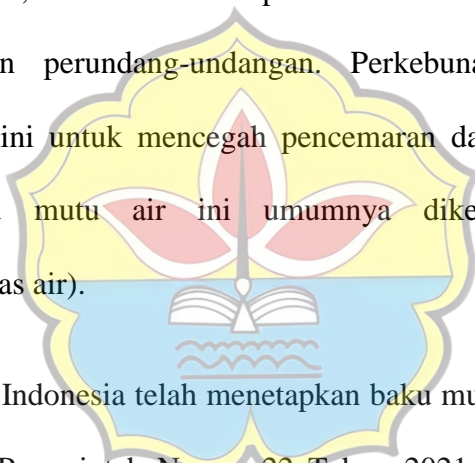 n perundang-undangan. Perkebuna
ini untuk mencegah pencemaran da
mutu air ini umumnya dike
as air).
Indonesia telah menetapkan baku mu